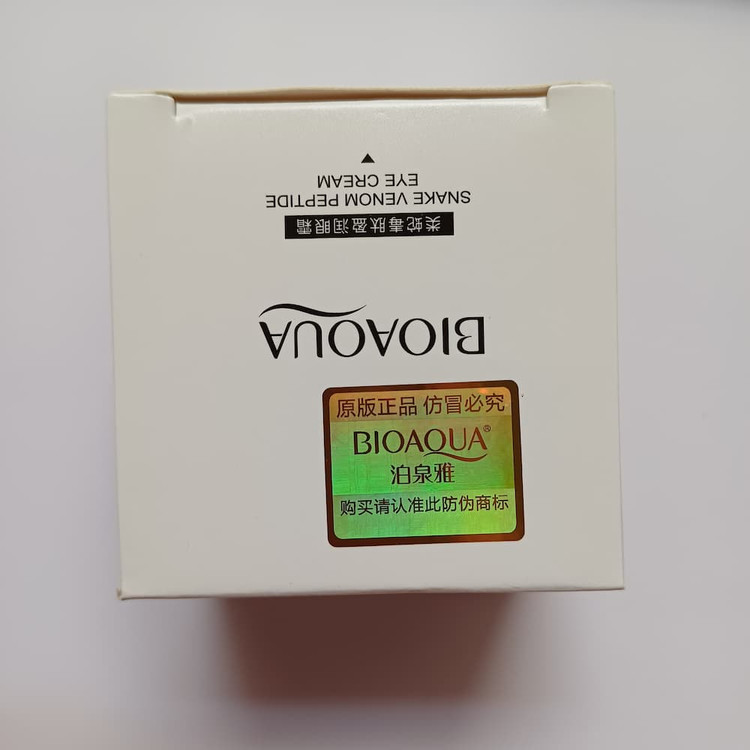 BIOAQUA
类蛇毒肽盈润眼霜
SNAKE VENOM PEPTIDE
EYE CREAM
原版正品 仿冒必究
BIOAQUA®
泊泉雅
购买请认准此防伪商标